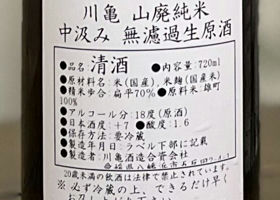 川亀 山廃純米
中汲み 無濾過生原酒
●品名:清酒 ●内容量:720ml
●原材料名:米(国産)、米麹(国産米)
●精米歩合:扁平70% ●原料米:雄町
100%
●アルコール分:18度(原酒)
●日本酒度:+7 ●酸度:1.6
●保存方法:要冷蔵
●製造年月日:ラベル下部に記載
●製造者:川亀酒造合資会社
20歳未満の飲酒は法律で禁止されています。
※必ず冷蔵の上、できるだけ早く